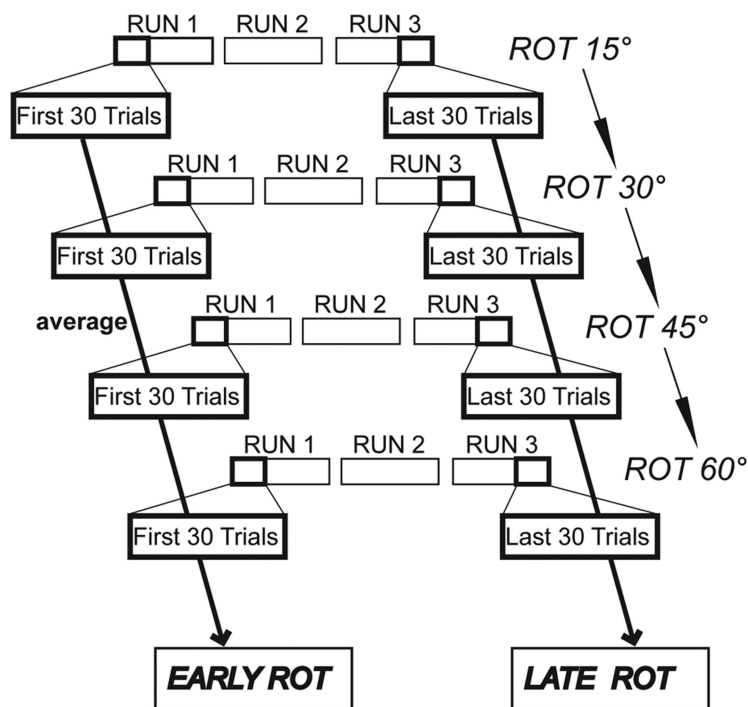 RUN 1 RUN 2 RUN 3
ROT 15°
First 30 Trials Last 30 Trials
RUN 1 RUN 2 RUN 3
ROT 30°
First 30 Trials Last 30 Trials
RUN 1 RUN 2 RUN 3
average ROT 45°
First 30 Trials Last 30 Trials
RUN 1 RUN 2 RUN 3
ROT 60°
First 30 Trials Last 30 Trials
EARLY ROT LATE ROT